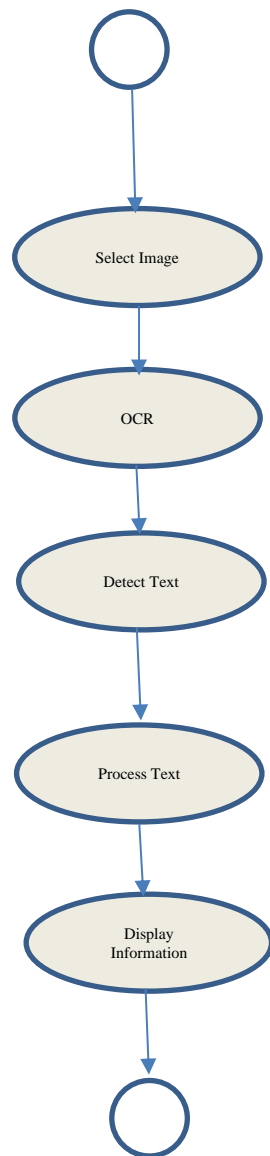 Select Image
OCR
Detect Text
Process Text
Display
Information